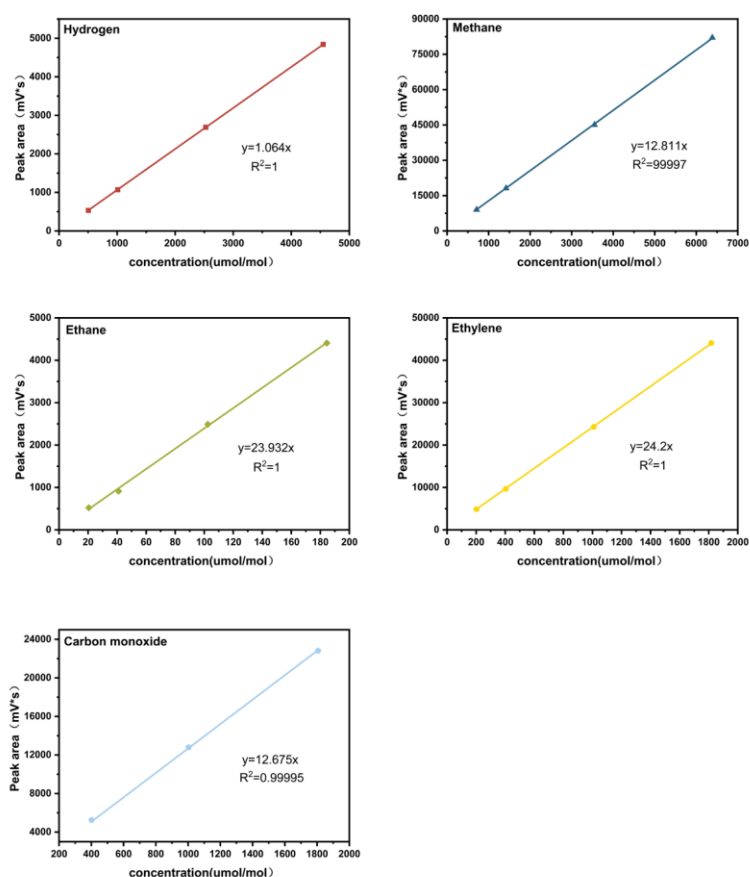 Hydrogen
Peak area（mV*s）
5000
4000
3000
2000
1000
0
y=1.064x
R²=1
0 1000 2000 3000 4000 5000
concentration(umol/mol）
Methane
Peak area（mV*s）
90000
75000
60000
45000
30000
15000
0
y=12.811x
R²=99997
0 1000 2000 3000 4000 5000 6000 7000
concentration(umol/mol）
Ethane
Peak area（mV*s）
5000
4000
3000
2000
1000
0
y=23.932x
R²=1
0 20 40 60 80 100 120 140 160 180 200
concentration(umol/mol）
Ethylene
Peak area（mV*s）
50000
40000
30000
20000
10000
0
y=24.2x
R²=1
0 200 400 600 800 1000 1200 1400 1600 1800 2000
concentration(umol/mol）
Carbon monoxide
Peak area（mV*s）
24000
20000
16000
12000
8000
4000
y=12.675x
R²=0.99995
200 400 600 800 1000 1200 1400 1600 1800 2000
concentration(umol/mol）